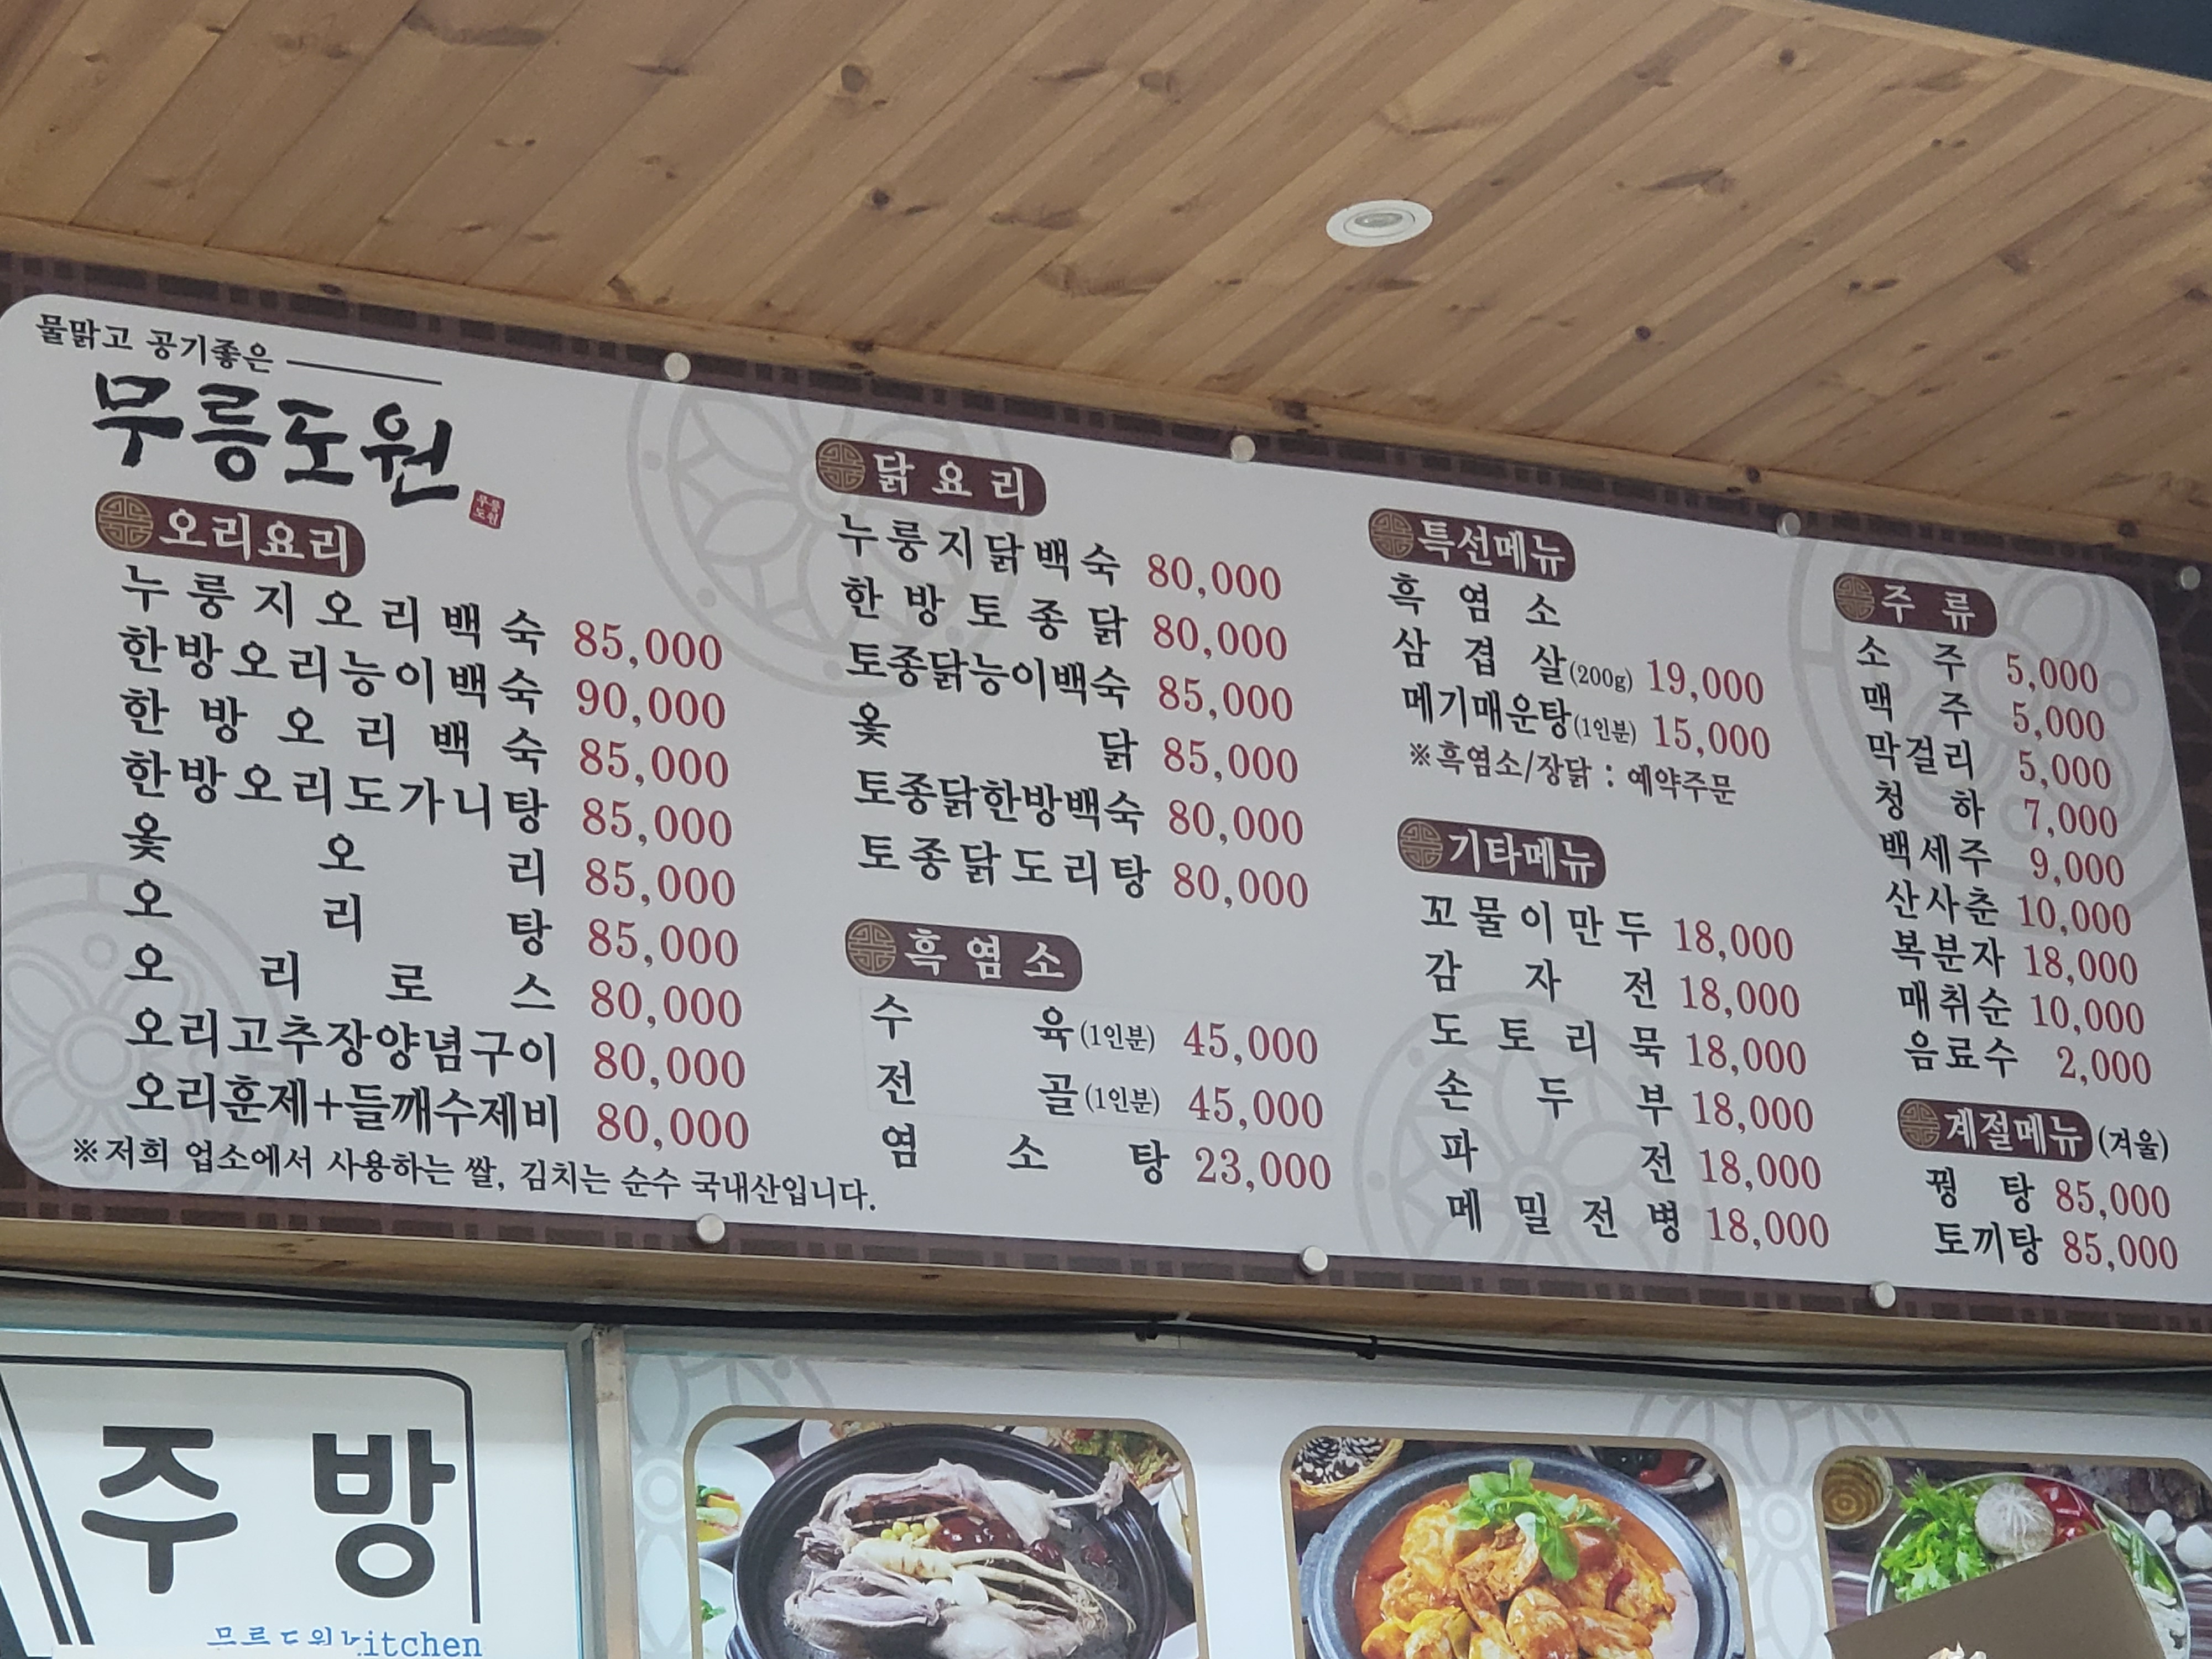 물맑고 공기좋은
무릉도원
무릉
도원
오리요리
누룽지오리백숙 85,000
한방오리능이백숙 90,000
한방오리백숙 85,000
한방오리도가니탕 85,000
옻오리 85,000
오리탕 85,000
오리로스 80,000
오리고추장양념구이 80,000
오리훈제+들깨수제비 80,000
※저희 업소에서 사용하는 쌀, 김치는 순수 국내산입니다.
닭요리
누룽지닭백숙 80,000
한방토종닭 80,000
토종닭능이백숙 85,000
옻닭 85,000
토종닭한방백숙 80,000
토종닭도리탕 80,000
흑염소
수육(1인분) 45,000
전골(1인분) 45,000
염소탕 23,000
특선메뉴
흑염소
삼겹살(200g) 19,000
메기매운탕(1인분) 15,000
※흑염소/장닭 : 예약주문
기타메뉴
꼬물이만두 18,000
감자전 18,000
도토리묵 18,000
손두부 18,000
파전 18,000
메밀전병 18,000
주류
소주 5,000
맥주 5,000
막걸리 5,000
청하 7,000
백세주 9,000
산사춘 10,000
복분자 18,000
매취순 10,000
음료수 2,000
계절메뉴(겨울)
꿩탕 85,000
토끼탕 85,000
주방
무릉도원kitchen